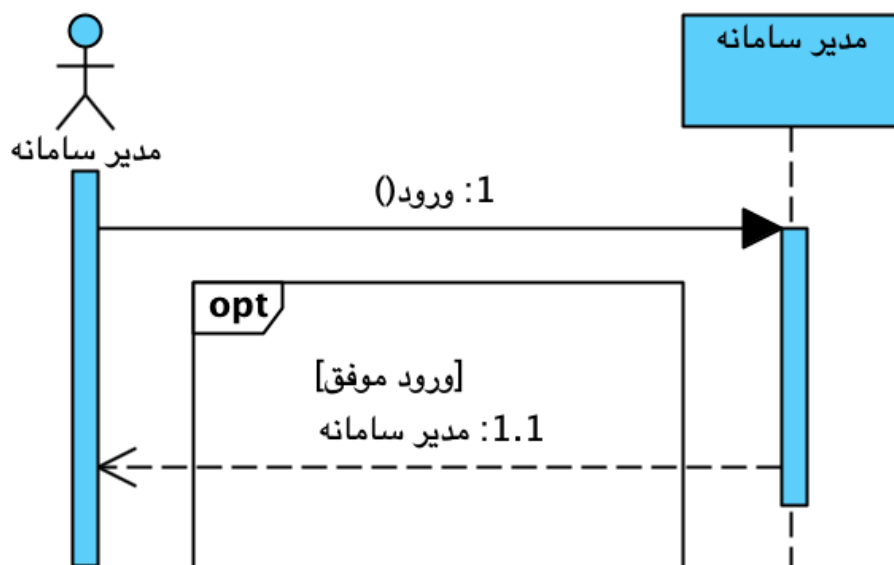 مدیر سامانه
مدیر سامانه
1: ورود()
opt
[ورود موفق]
1.1: مدیر سامانه